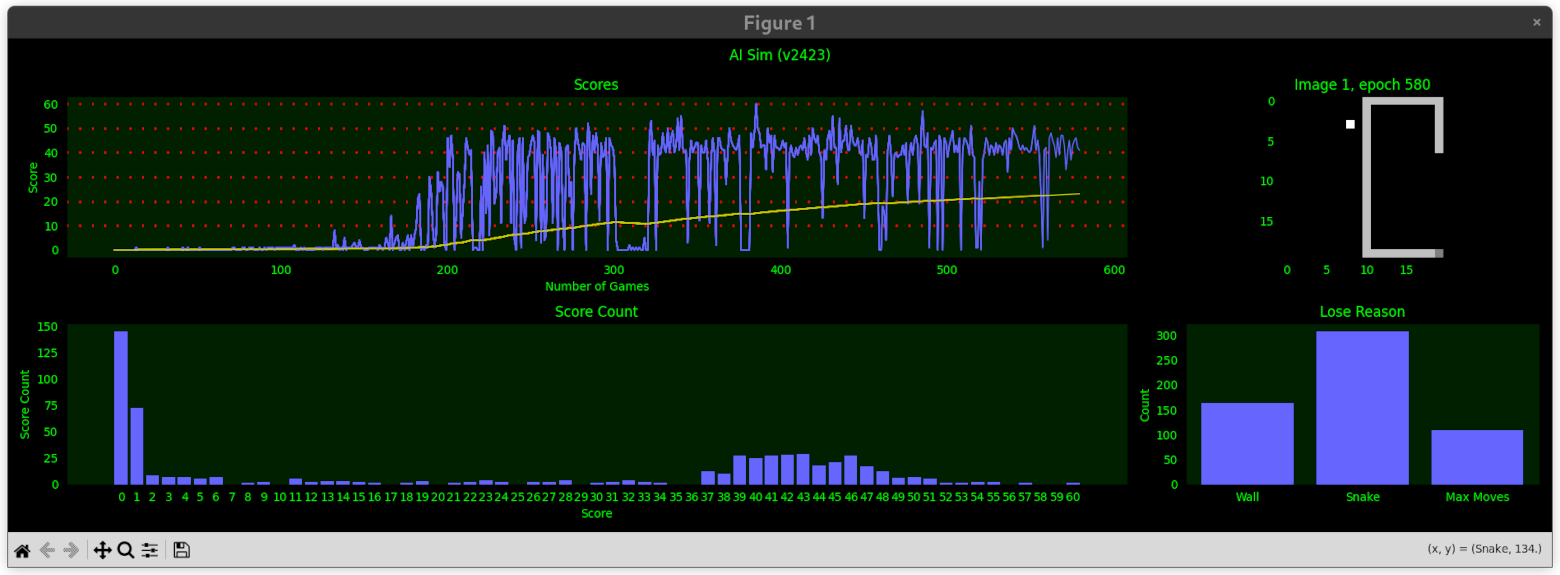 Figure 1
×
AI Sim (v2423)
Scores
Score
60
50
40
30
20
10
0
0 100 200 300 400 500 600
Number of Games
Image 1, epoch 580
0
5
10
15
0 5 10 15
Score Count
Score Count
150
125
100
75
50
25
0
0 1 2 3 4 5 6 7 8 9 10 11 12 13 14 15 16 17 18 19 20 21 22 23 24 25 26 27 28 29 30 31 32 33 34 35 36 37 38 39 40 41 42 43 44 45 46 47 48 49 50 51 52 53 54 55 56 57 58 59 60
Score
Lose Reason
Count
300
250
200
150
100
50
0
Wall Snake Max Moves
(x, y) = (Snake, 134.)